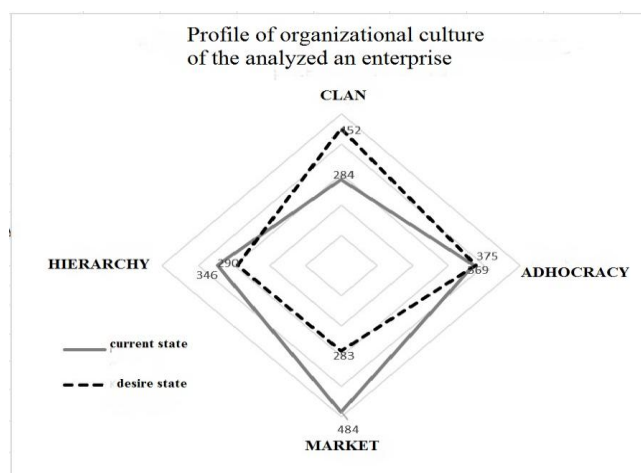 Profile of organizational culture
of the analyzed an enterprise
CLAN
452
284
HIERARCHY
290
346
375
369
ADHOCRACY
current state
desire state
283
484
MARKET